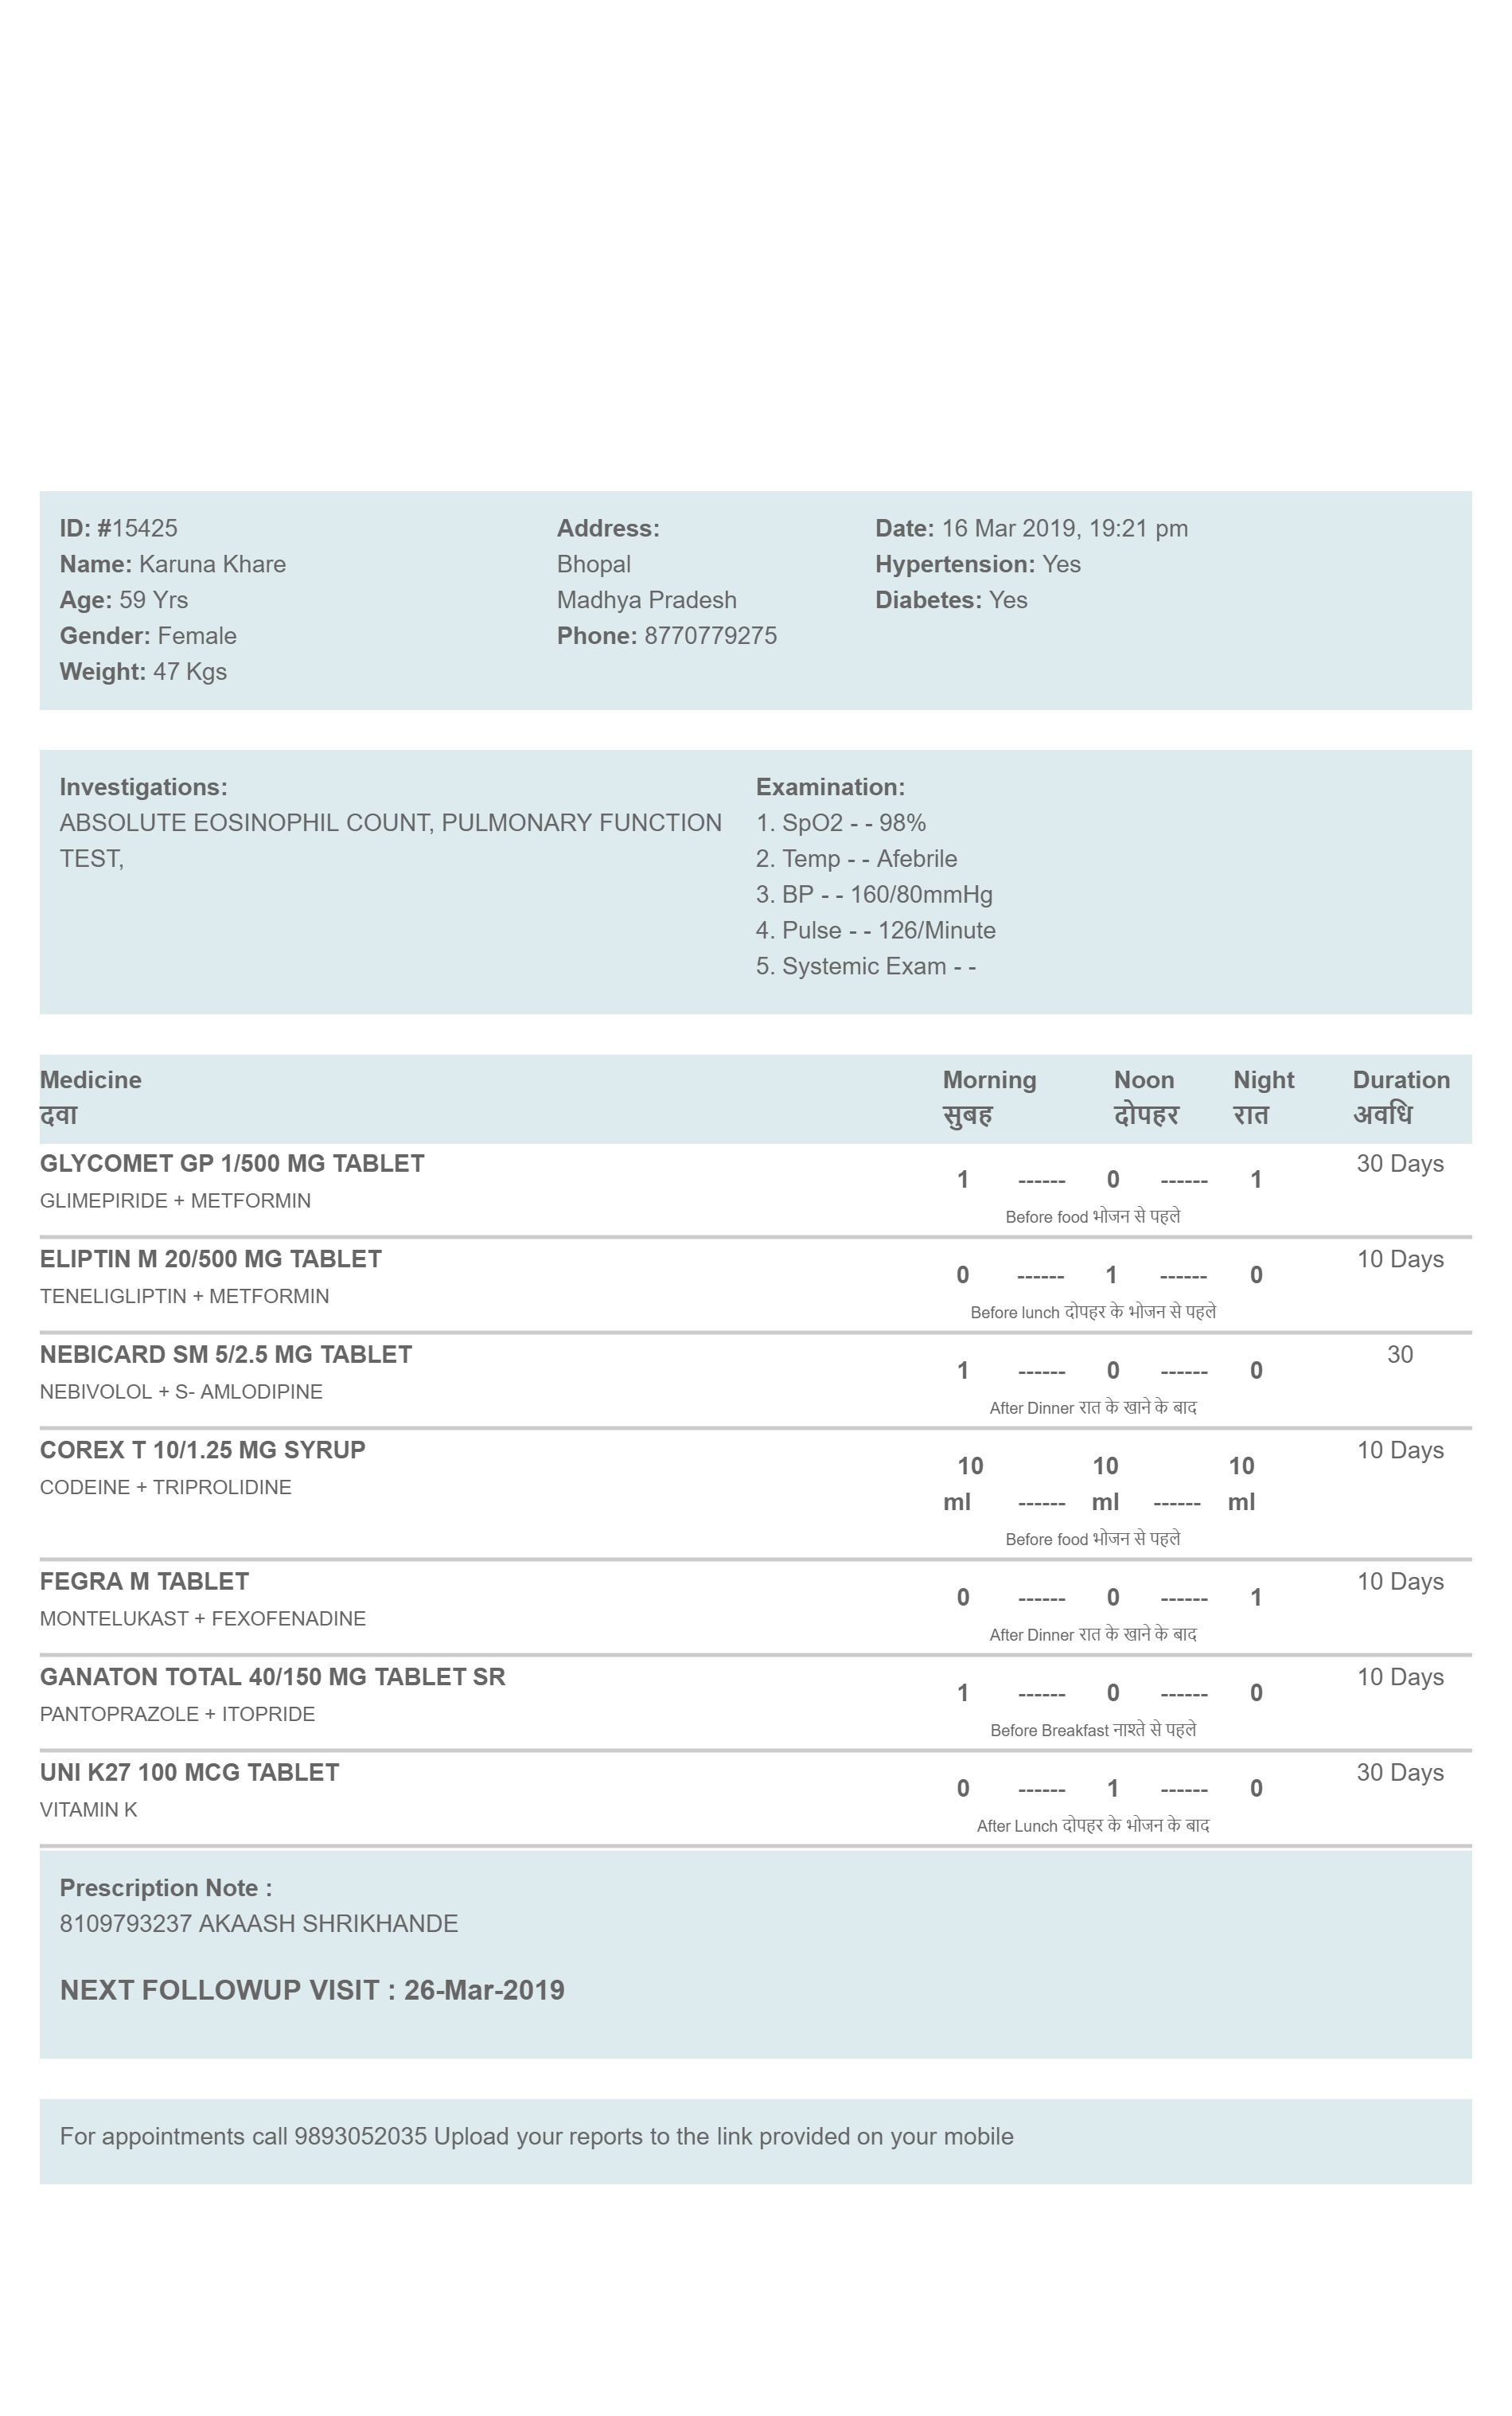 ID: #15425
Name: Karuna Khare
Age: 59 Yrs
Gender: Female
Weight: 47 Kgs
Address:
Bhopal
Madhya Pradesh
Phone: 8770779275
Date: 16 Mar 2019, 19:21 pm
Hypertension: Yes
Diabetes: Yes
Investigations:
ABSOLUTE EOSINOPHIL COUNT, PULMONARY FUNCTION
TEST,
Examination:
1. SpO2 - - 98%
2. Temp - - Afebrile
3. BP - - 160/80mmHg
4. Pulse - - 126/Minute
5. Systemic Exam - -
Medicine Morning Noon Night Duration
दवा सुबह दोपहर रात अवधि
GLYCOMET GP 1/500 MG TABLET 30 Days
1 ------ 0 ------ 1
GLIMEPIRIDE + METFORMIN
Before food भोजन से पहले
ELIPTIN M 20/500 MG TABLET 10 Days
0 ------ 1 ------ 0
TENELIGLIPTIN + METFORMIN
Before lunch दोपहर के भोजन से पहले
NEBICARD SM 5/2.5 MG TABLET 30
1 ------ 0 ------ 0
NEBIVOLOL + S- AMLODIPINE
After Dinner रात के खाने के बाद
COREX T 10/1.25 MG SYRUP 10 Days
10 10 10
CODEINE + TRIPROLIDINE
ml ------ ml ------ ml
Before food भोजन से पहले
FEGRA M TABLET 10 Days
0 ------ 0 ------ 1
MONTELUKAST + FEXOFENADINE
After Dinner रात के खाने के बाद
GANATON TOTAL 40/150 MG TABLET SR 10 Days
1 ------ 0 ------ 0
PANTOPRAZOLE + ITOPRIDE
Before Breakfast नाश्ते से पहले
UNI K27 100 MCG TABLET 30 Days
0 ------ 1 ------ 0
VITAMIN K
After Lunch दोपहर के भोजन के बाद
Prescription Note :
8109793237 AKAASH SHRIKHANDE
NEXT FOLLOWUP VISIT : 26-Mar-2019
For appointments call 9893052035 Upload your reports to the link provided on your mobile